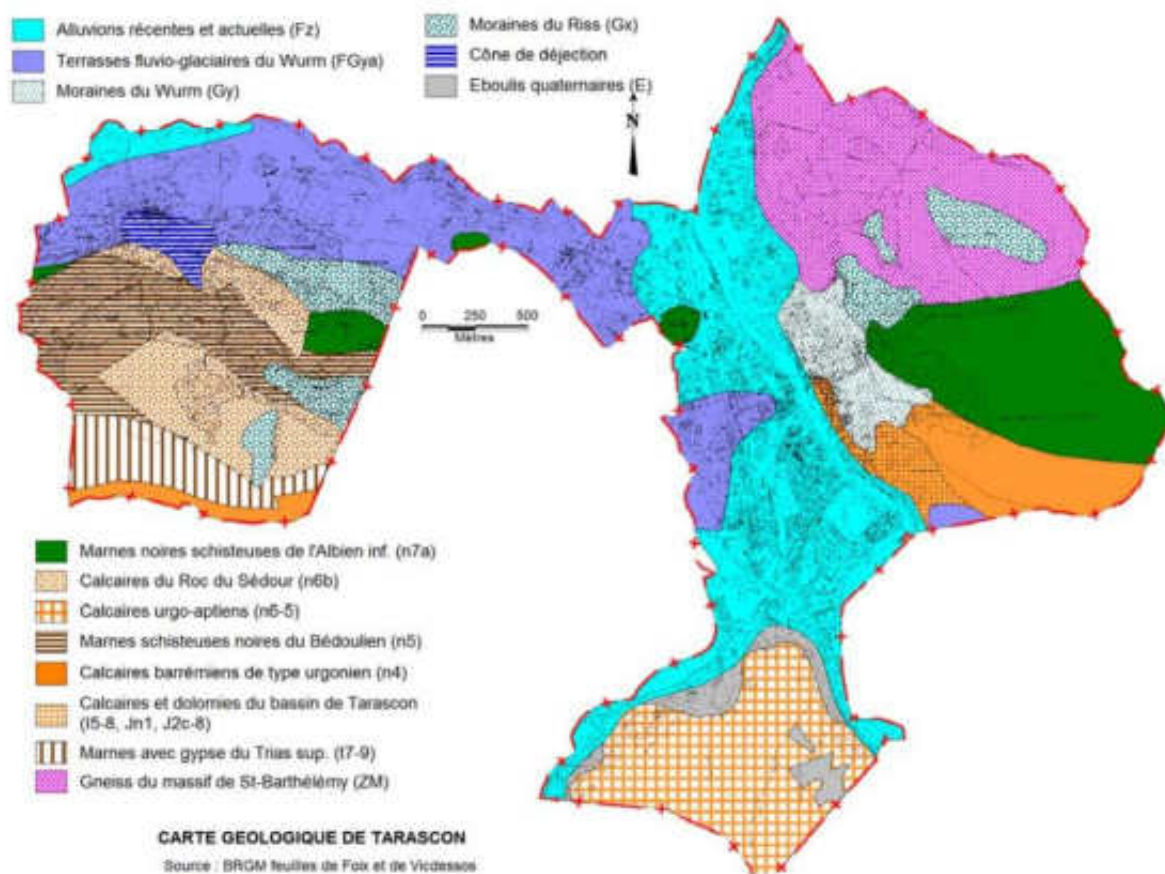 Alluvions récentes et actuelles (Fz)
Terrasses fluvio-glaciaires du Wurm (FGya)
Moraines du Wurm (Gy)
Moraines du Riss (Gx)
Cône de déjection
Eboulis quaternaires (E)
N
0 250 500
Mètres
Marnes noires schisteuses de l'Albien inf. (n7a)
Calcaires du Roc du Sédour (n6b)
Calcaires urgo-aptiens (n6-5)
Marnes schisteuses noires du Bédoulien (n5)
Calcaires barrémiens de type urgonien (n4)
Calcaires et dolomies du bassin de Tarascon
(l5-8, Jn1, J2c-8)
Marnes avec gypse du Trias sup. (t7-9)
Gneiss du massif de St-Barthélémy (ZM)
CARTE GEOLOGIQUE DE TARASCON
Source : BRGM feuilles de Foix et de Vicdessos